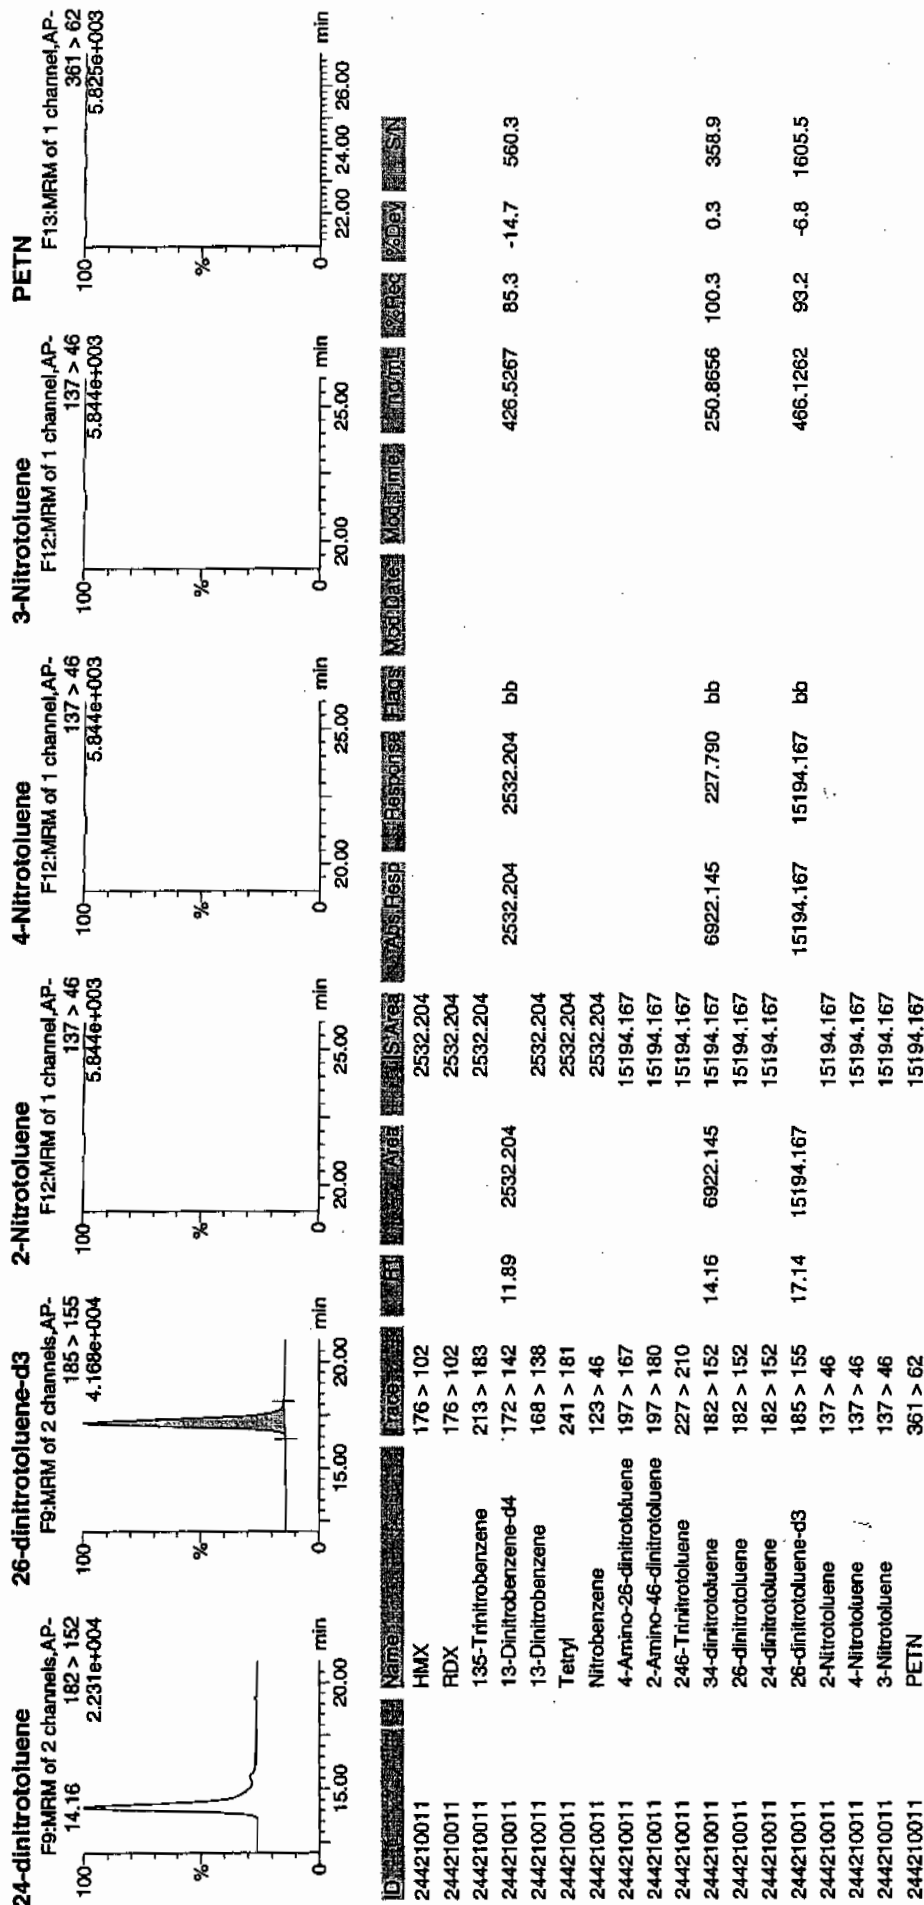 24-dinitrotoluene
F9:MRM of 2 channels,AP-
14.16 182 > 152
2.231e+004
100
%
0
15.00 20.00 min
26-dinitrotoluene-d3
F9:MRM of 2 channels,AP-
185 > 155
4.168e+004
100
%
0
15.00 20.00 min
2-Nitrotoluene
F12:MRM of 1 channel,AP-
137 > 46
5.844e+003
100
%
0
20.00 25.00 min
4-Nitrotoluene
F12:MRM of 1 channel,AP-
137 > 46
5.844e+003
100
%
0
20.00 25.00 min
3-Nitrotoluene
F12:MRM of 1 channel,AP-
137 > 46
5.844e+003
100
%
0
20.00 25.00 min
PETN
F13:MRM of 1 channel,AP-
361 > 62
5.825e+003
100
%
0
22.00 24.00 26.00 min
ID Name Trace RT Area IS Area Abs.Resp Response Flags Mod.Date Mod.Time ng/mL %Rec %Dev S/N
244210011 HMX 176 > 102 2532.204
244210011 RDX 176 > 102 2532.204
244210011 135-Trinitrobenzene 213 > 183 2532.204
244210011 13-Dinitrobenzene-d4 172 > 142 11.89 2532.204 2532.204 2532.204 bb 426.5267 85.3 -14.7 560.3
244210011 13-Dinitrobenzene 168 > 138 2532.204
244210011 Tetryl 241 > 181 2532.204
244210011 Nitrobenzene 123 > 46 2532.204
244210011 4-Amino-26-dinitrotoluene 197 > 167 15194.167
244210011 2-Amino-46-dinitrotoluene 197 > 180 15194.167
244210011 246-Trinitrotoluene 227 > 210 15194.167
244210011 34-dinitrotoluene 182 > 152 14.16 6922.145 15194.167 6922.145 227.790 bb 250.8656 100.3 0.3 358.9
244210011 26-dinitrotoluene 182 > 152 15194.167
244210011 24-dinitrotoluene 182 > 152 15194.167
244210011 26-dinitrotoluene-d3 185 > 155 17.14 15194.167 15194.167 15194.167 bb 466.1262 93.2 -6.8 1605.5
244210011 2-Nitrotoluene 137 > 46 15194.167
244210011 4-Nitrotoluene 137 > 46 15194.167
244210011 3-Nitrotoluene 137 > 46 15194.167
244210011 PETN 361 > 62 15194.167